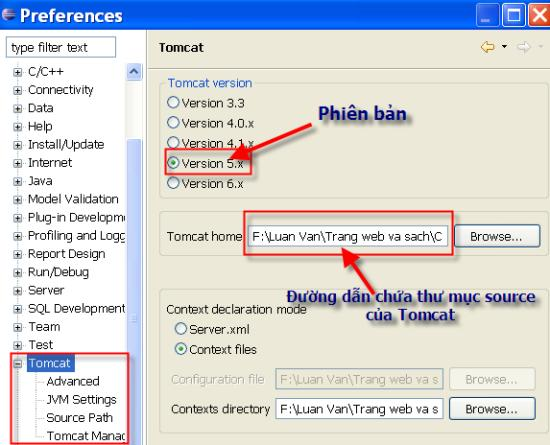 Preferences
type filter text
C/C++
Connectivity
Data
Help
Install/Update
Internet
Java
Model Validation
Plug-in Developme
Profiling and Logg
Report Design
Run/Debug
Server
SQL Development
Team
Test
Tomcat
Advanced
JVM Settings
Source Path
Tomcat Manag
Tomcat
Tomcat version
Version 3.3
Version 4.0.x
Version 4.1.x
Version 5.x
Version 6.x
Phiên bản
Tomcat home F:\Luan Van\Trang web va sach\C Browse...
Đường dẫn chứa thư mục source
của Tomcat
Context declaration mode
Server.xml
Context files
Configuration file F:\Luan Van\Trang web va s Browse...
Contexts directory F:\Luan Van\Trang web va s Browse...